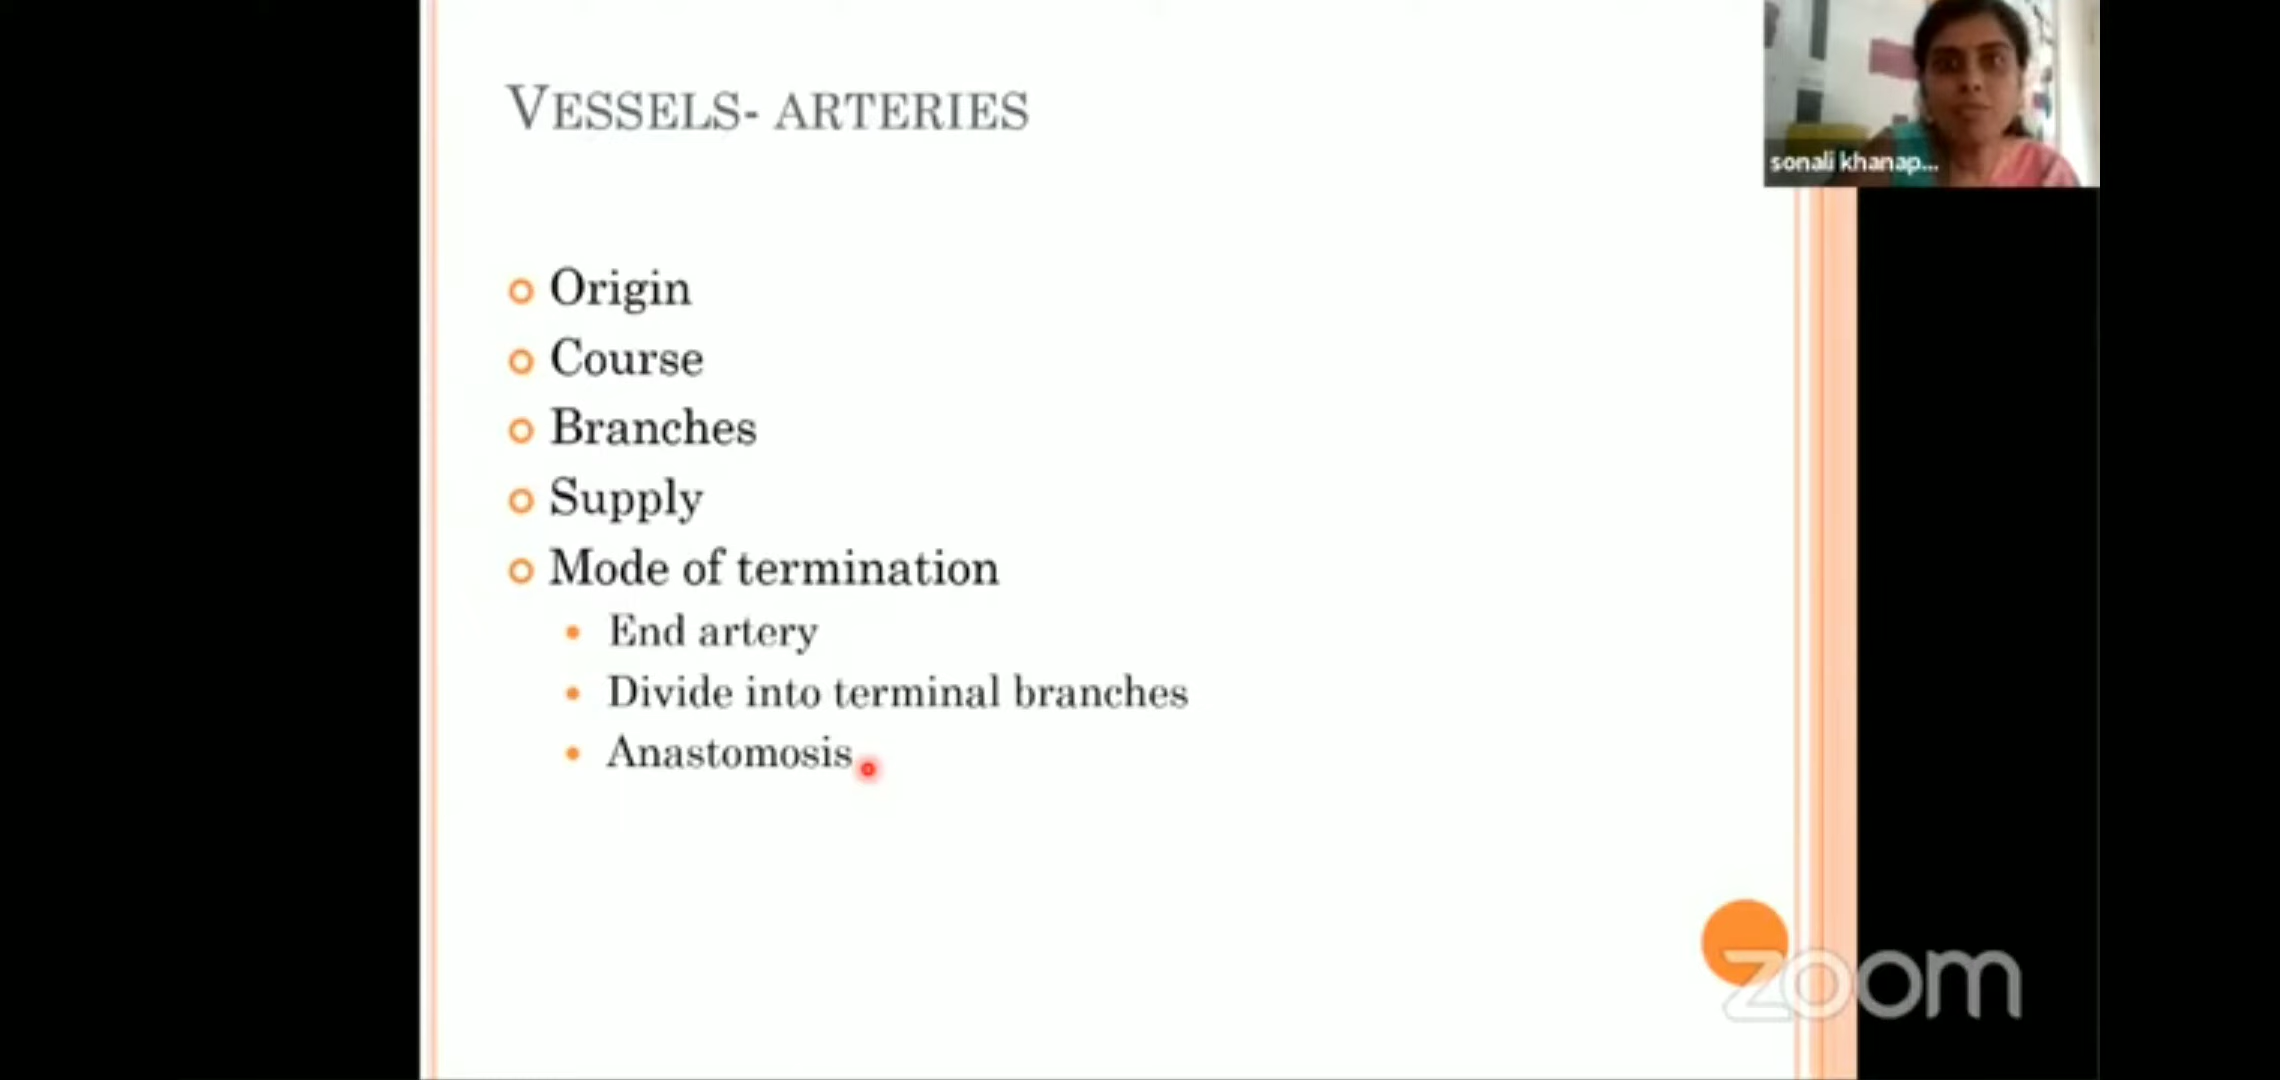 VESSELS- ARTERIES
sonali khanap...
Origin
Course
Branches
Supply
Mode of termination
End artery
Divide into terminal branches
Anastomosis
zoom